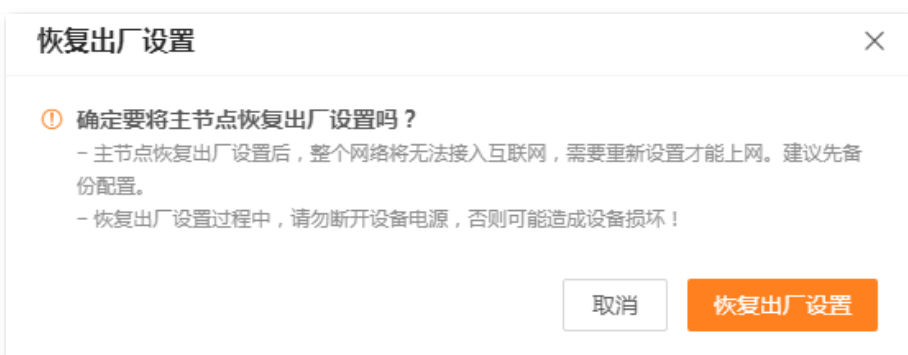 恢复出厂设置
确定要将主节点恢复出厂设置吗？
- 主节点恢复出厂设置后，整个网络将无法接入互联网，需要重新设置才能上网。建议先备
份配置。
- 恢复出厂设置过程中，请勿断开设备电源，否则可能造成设备损坏！
取消 恢复出厂设置